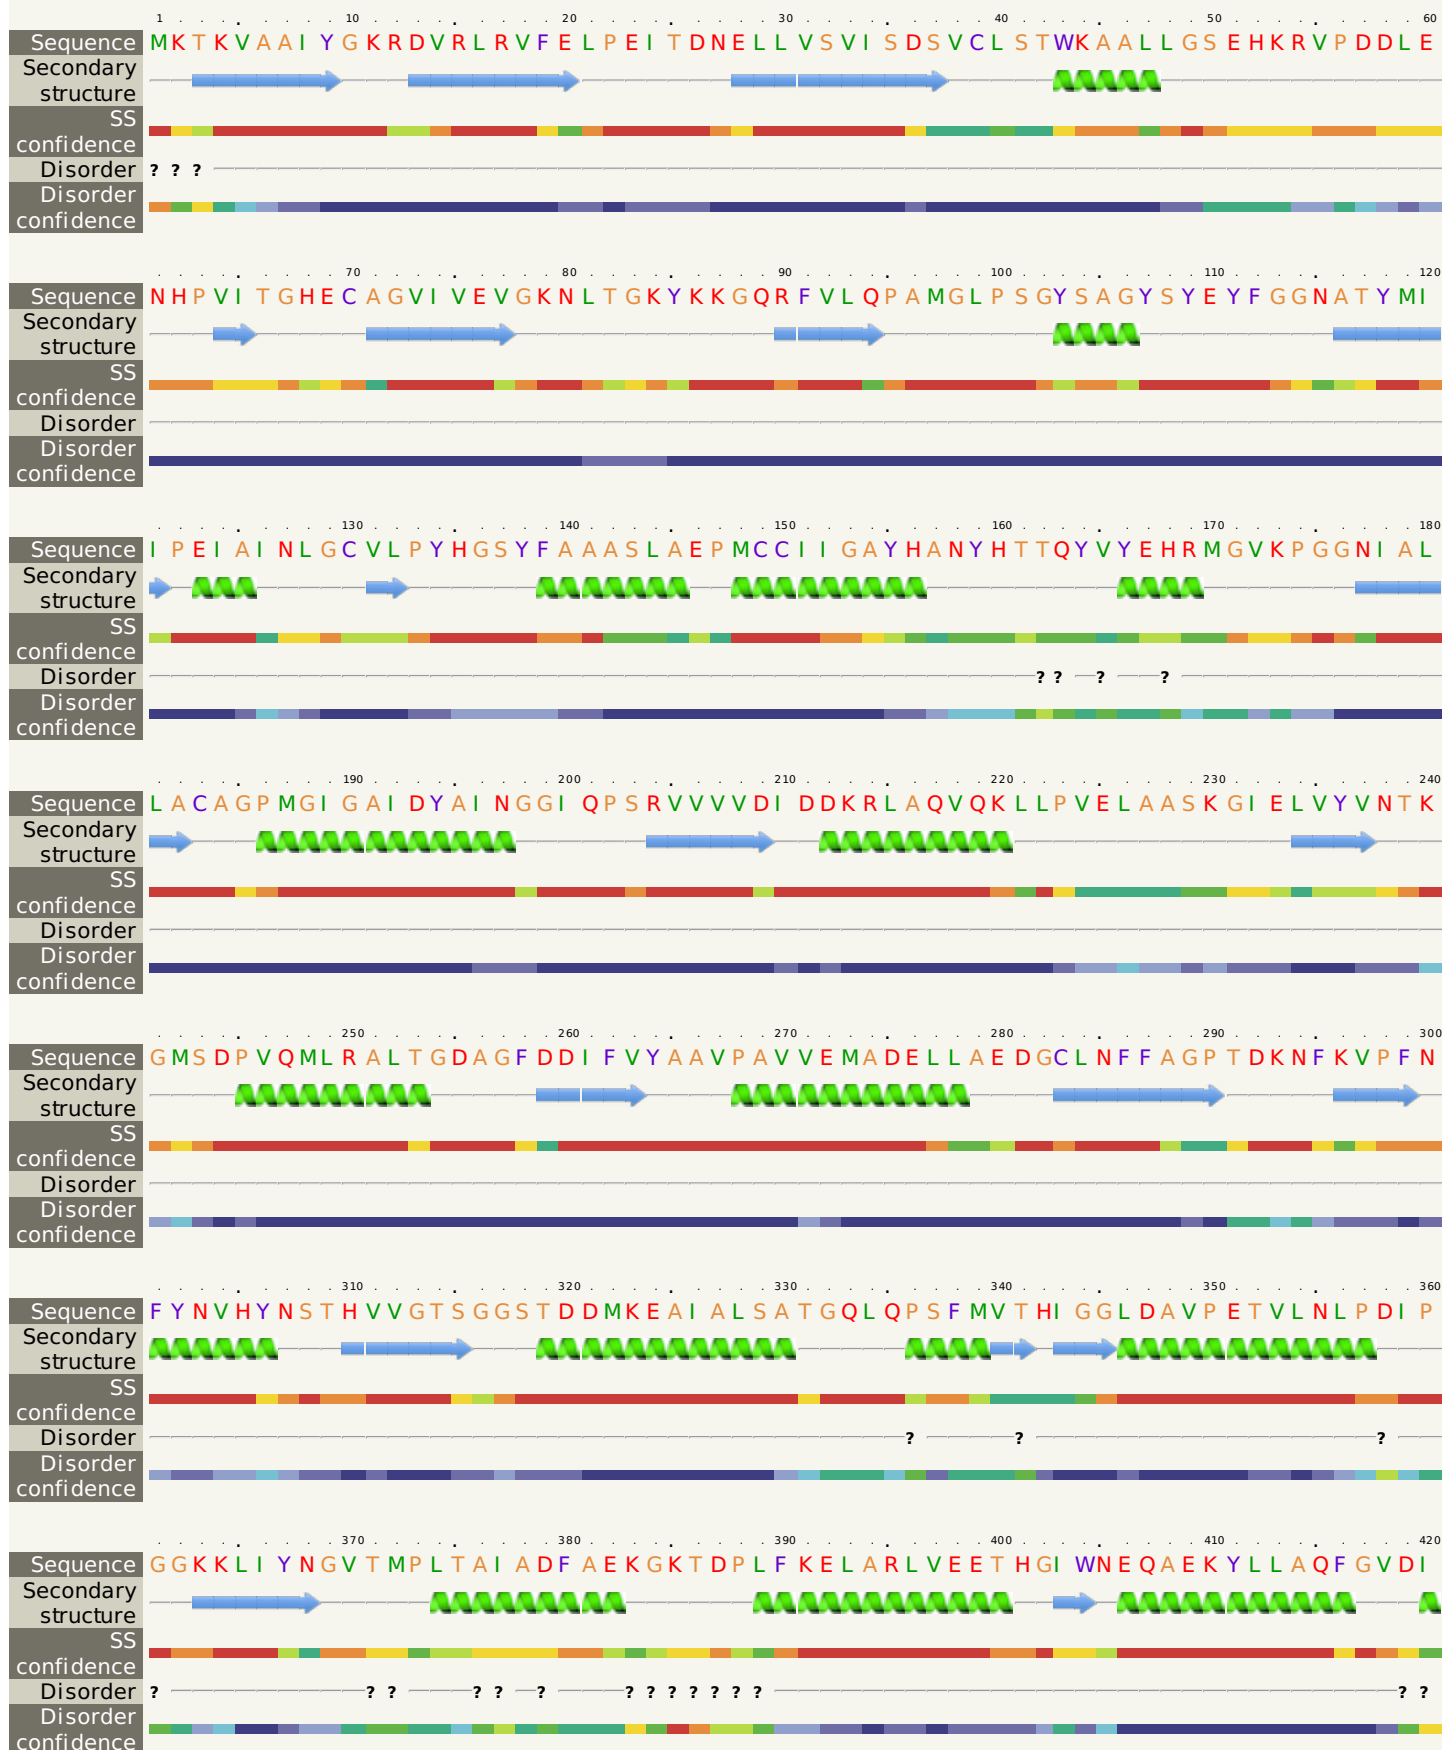 1 10 20 30 40 50 60
Sequence MKTKVAAIYGKRDVRLRVFELPEITDNELLVSVISDSVCLSTWKAALLGSEHKRVPDDLE
Secondary
structure
SS
confidence
Disorder ? ? ?
Disorder
confidence
70 80 90 100 110 120
Sequence NHPVITGHECAGVIVEVGKNLTGKYKKGQRFVLQPAMGLPSGYSAGYSYEYFGGNATYMI
Secondary
structure
SS
confidence
Disorder
Disorder
confidence
130 140 150 160 170 180
Sequence IPEIAINLGCVLPYHGSYFAAASLAEPMCCIIGAYHANYHTTQYVYEHRMGVKPGGNIAL
Secondary
structure
SS
confidence
Disorder ? ? ? ?
Disorder
confidence
190 200 210 220 230 240
Sequence LACAGPMGIGAIDYAINGGIQPSRVVVVDIDDKRLAQVQKLLPVELAASKGIELVYVNTK
Secondary
structure
SS
confidence
Disorder
Disorder
confidence
250 260 270 280 290 300
Sequence GMSDPVQMLRALTGDAGFDDIFVYAAVPAVVEMADELLAEDGCLNFFAGPTDKNFKVPFN
Secondary
structure
SS
confidence
Disorder
Disorder
confidence
310 320 330 340 350 360
Sequence FYNVHYNSTHVVGTSGGSTDDMKEAIALSATGQLQPSFMVTHIGGLDAVPETVLNLPDIP
Secondary
structure
SS
confidence
Disorder ? ? ?
Disorder
confidence
370 380 390 400 410 420
Sequence GGKKLIYNGVTMPLTAIADFAEKGKTDPLFKELARLVEETHGIWNEQAEKYLLAQFGVDI
Secondary
structure
SS
confidence
Disorder ? ? ? ? ? ? ? ? ? ? ? ? ? ? ?
Disorder
confidence